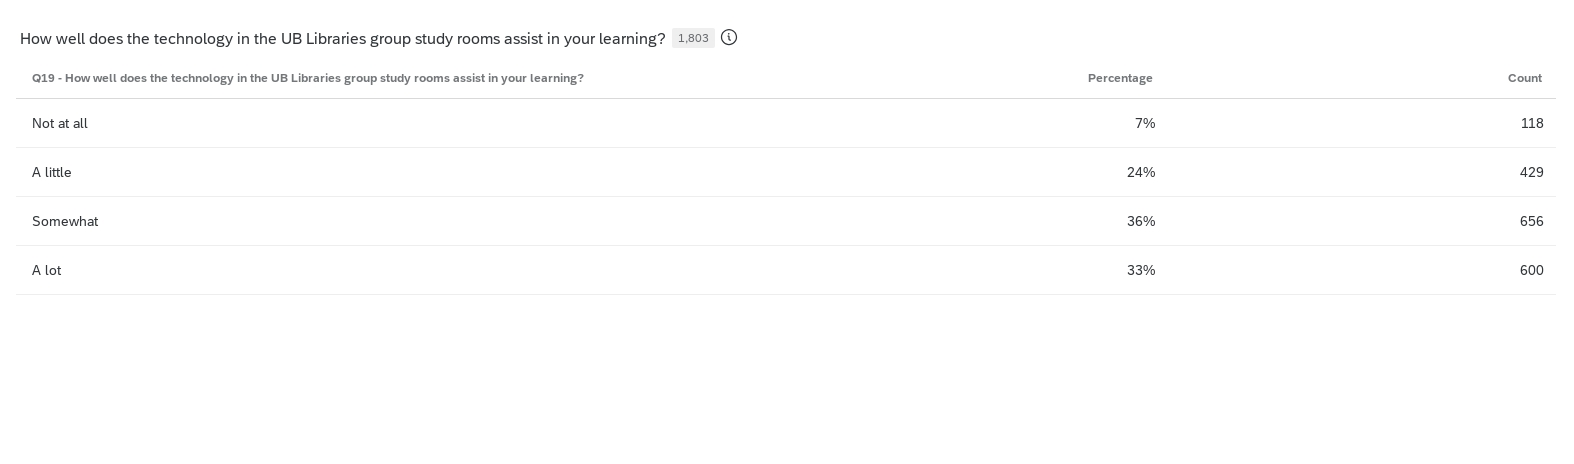 How well does the technology in the UB Libraries group study rooms assist in your learning? 1,803
Q19 - How well does the technology in the UB Libraries group study rooms assist in your learning? Percentage Count
Not at all 7% 118
A little 24% 429
Somewhat 36% 656
A lot 33% 600